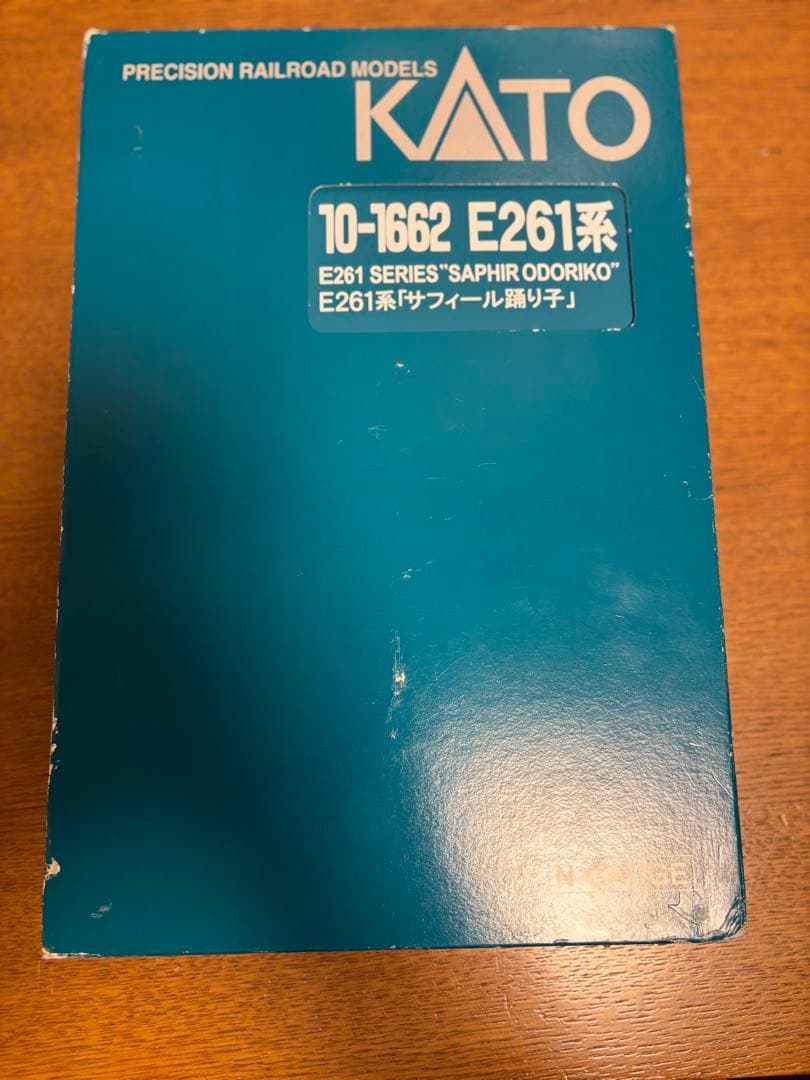 PRECISION RAILROAD MODELS
KATO
10-1662 E261系
E261 SERIES "SAPHIR ODORIKO"
E261系「サフィール踊り子」
N-GAUGE